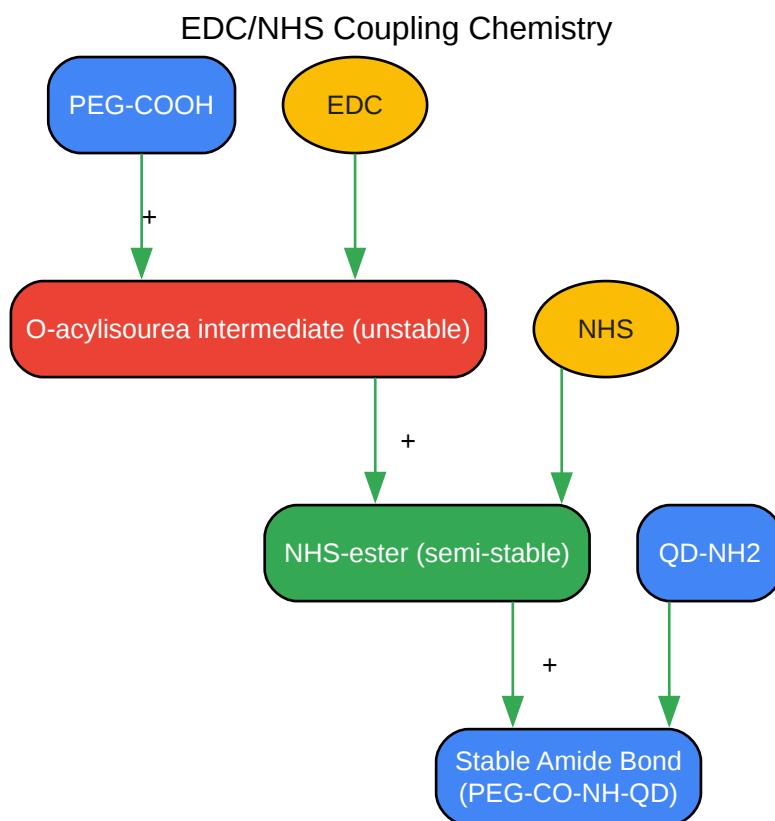 EDC/NHS Coupling Chemistry
PEG-COOH
EDC
+
O-acylisourea intermediate (unstable)
NHS
+
NHS-ester (semi-stable)
QD-NH2
+
Stable Amide Bond
(PEG-CO-NH-QD)